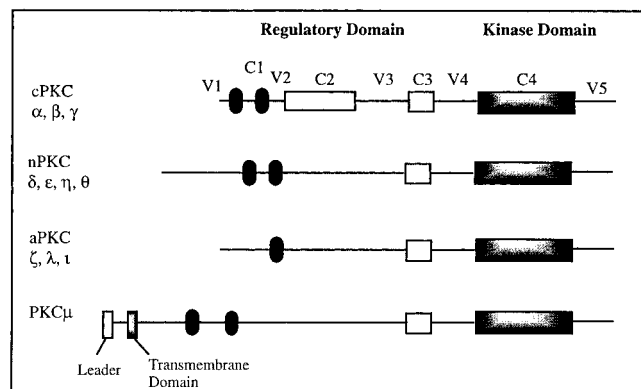 Regulatory Domain Kinase Domain
V1 C1 V2 C2 V3 C3 V4 C4 V5
cPKC
α, β, γ
nPKC
δ, ε, η, θ
aPKC
ζ, λ, ι
PKCμ
Leader
Transmembrane
Domain